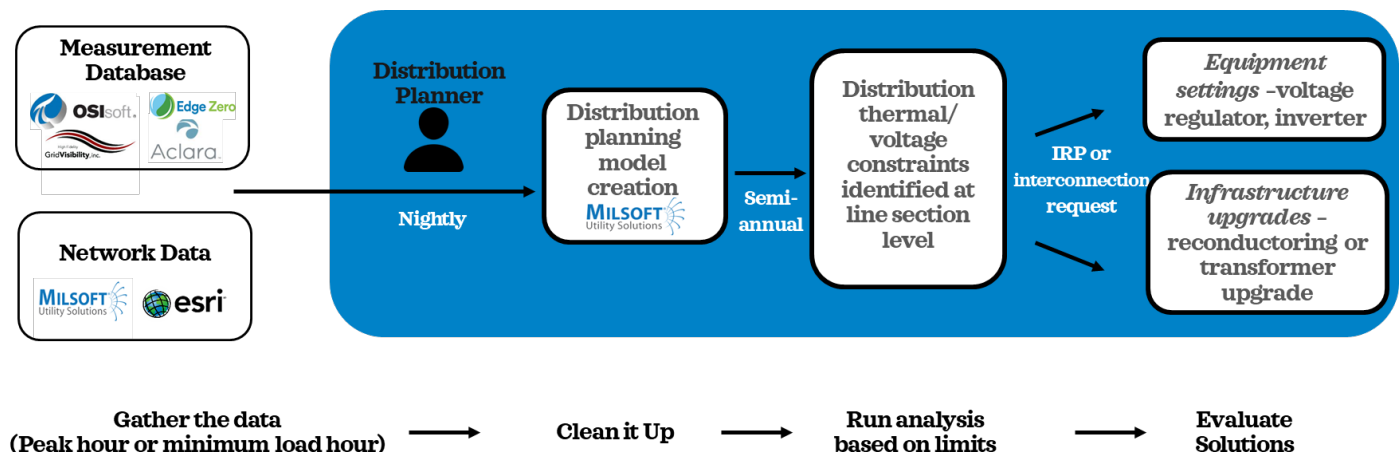 Measurement
Database
OSIsoft.
Edge Zero
GridVisibility, inc.
Aclara
Network Data
MILSOFT
Utility Solutions
esri
Distribution
Planner
Nightly
Distribution
planning
model
creation
MILSOFT
Utility Solutions
Semi-
annual
Distribution
thermal/
voltage
constraints
identified at
line section
level
IRP or
interconnection
request
Equipment
settings –voltage
regulator, inverter
Infrastructure
upgrades –
reconductoring or
transformer
upgrade
Gather the data
(Peak hour or minimum load hour)
Clean it Up
Run analysis
based on limits
Evaluate
Solutions